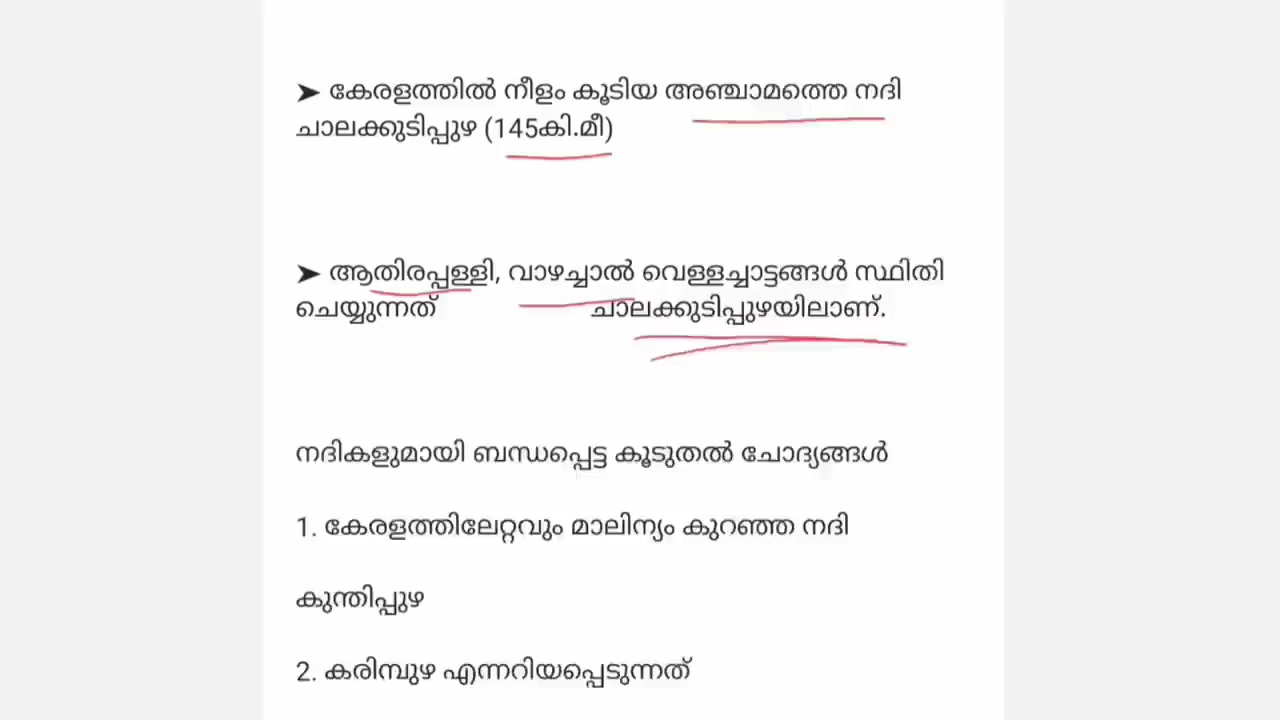 ➤ കേരളത്തിൽ നീളം കൂടിയ അഞ്ചാമത്തെ നദി
ചാലക്കുടിപ്പുഴ (145കി.മീ)
➤ ആതിരപ്പള്ളി, വാഴച്ചാൽ വെള്ളച്ചാട്ടങ്ങൾ സ്ഥിതി
ചെയ്യുന്നത് ചാലക്കുടിപ്പുഴയിലാണ്.
നദികളുമായി ബന്ധപ്പെട്ട കൂടുതൽ ചോദ്യങ്ങൾ
1. കേരളത്തിലേറ്റവും മാലിന്യം കുറഞ്ഞ നദി
കുന്തിപ്പുഴ
2. കരിമ്പുഴ എന്നറിയപ്പെടുന്നത്